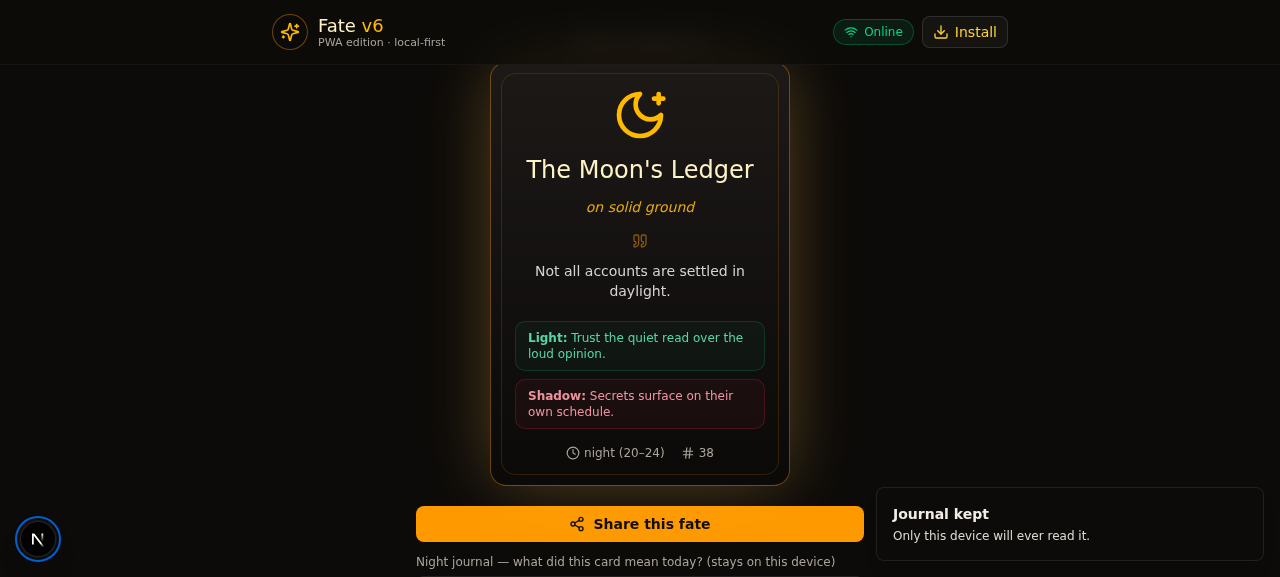 Fate v6
PWA edition · local-first
Online
Install
The Moon's Ledger
on solid ground
Not all accounts are settled in
daylight.
Light: Trust the quiet read over the
loud opinion.
Shadow: Secrets surface on their
own schedule.
night (20–24)
# 38
Share this fate
Night journal — what did this card mean today? (stays on this device)
Journal kept
Only this device will ever read it.
N